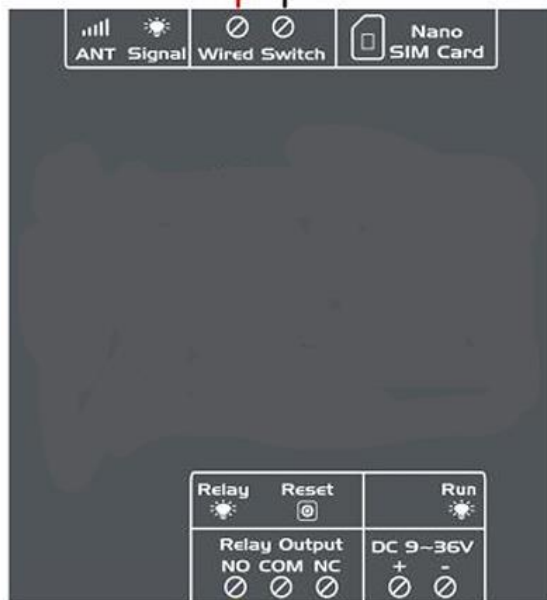 ANT Signal
Wired Switch
Nano
SIM Card
Relay
Reset
Run
Relay Output
NO COM NC
DC 9~36V
+ -